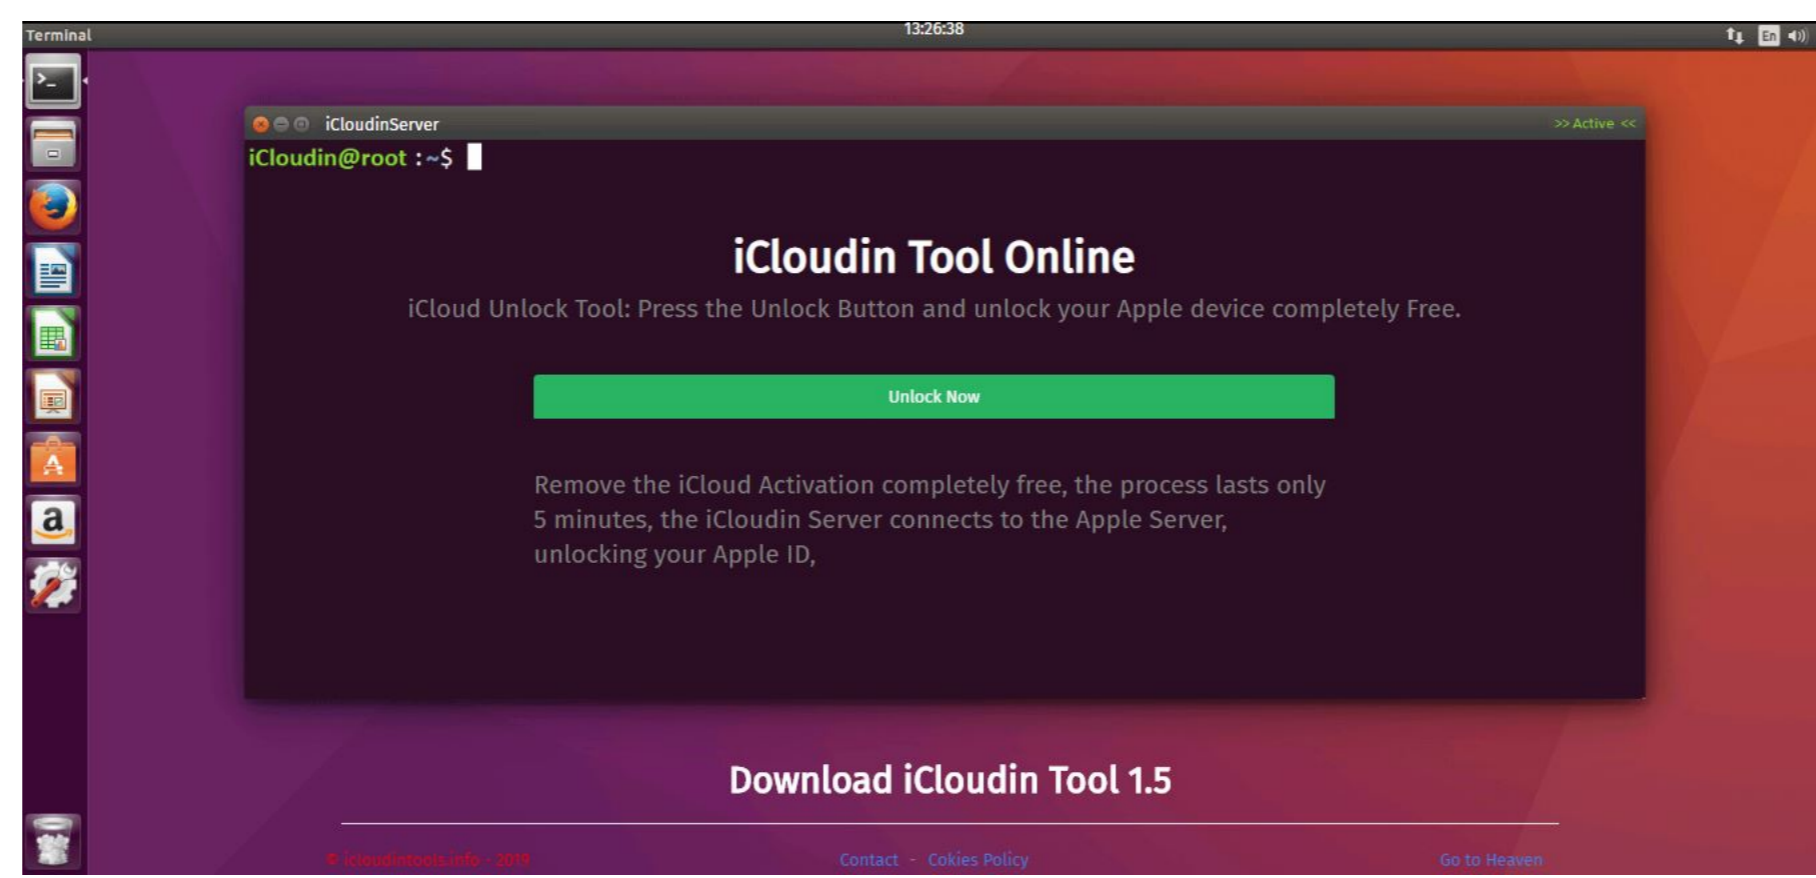 Terminal
13:26:38
En
iCloudinServer
>> Active <<
iCloudin@root :~$
iCloudin Tool Online
iCloud Unlock Tool: Press the Unlock Button and unlock your Apple device completely Free.
Unlock Now
Remove the iCloud Activation completely free, the process lasts only
5 minutes, the iCloudin Server connects to the Apple Server,
unlocking your Apple ID,
Download iCloudin Tool 1.5
© icloudintools.info - 2019
Contact - Cokies Policy
Go to Heaven